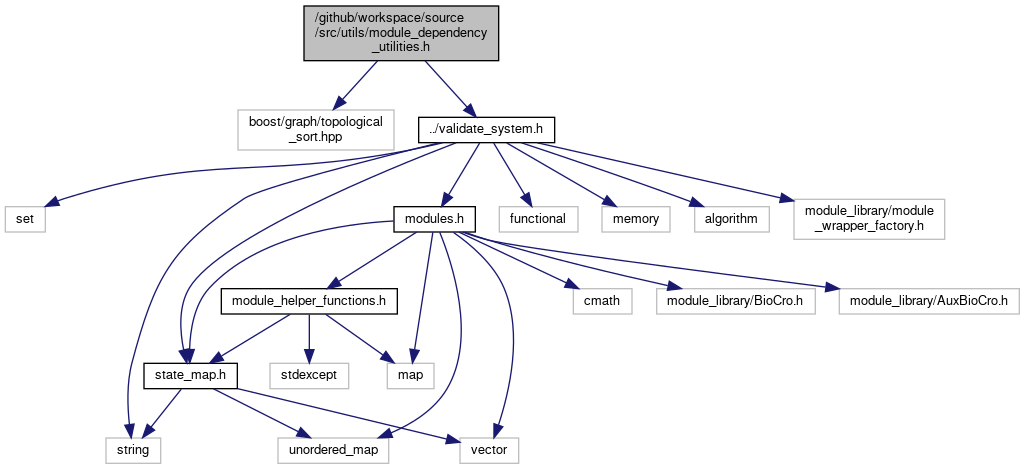 /github/workspace/source
/src/utils/module_dependency
_utilities.h
boost/graph/topological
_sort.hpp
../validate_system.h
set
modules.h
functional
memory
algorithm
module_library/module
_wrapper_factory.h
module_helper_functions.h
cmath
module_library/BioCro.h
module_library/AuxBioCro.h
state_map.h
stdexcept
map
string
unordered_map
vector